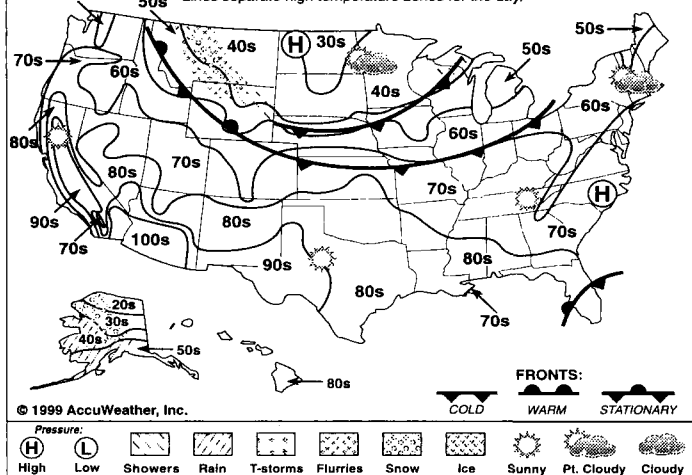 Lines separate high temperature zones for the day.
50s
50s
70s
60s
40s
30s
40s
50s
60s
60s
80s
80s
70s
70s
90s
70s
100s
80s
90s
80s
80s
70s
70s
20s
30s
40s
50s
80s
© 1999 AccuWeather, Inc.
FRONTS:
COLD WARM STATIONARY
Pressure:
H L
High Low Showers Rain T-storms Flurries Snow Ice Sunny Pt. Cloudy Cloudy
H
H